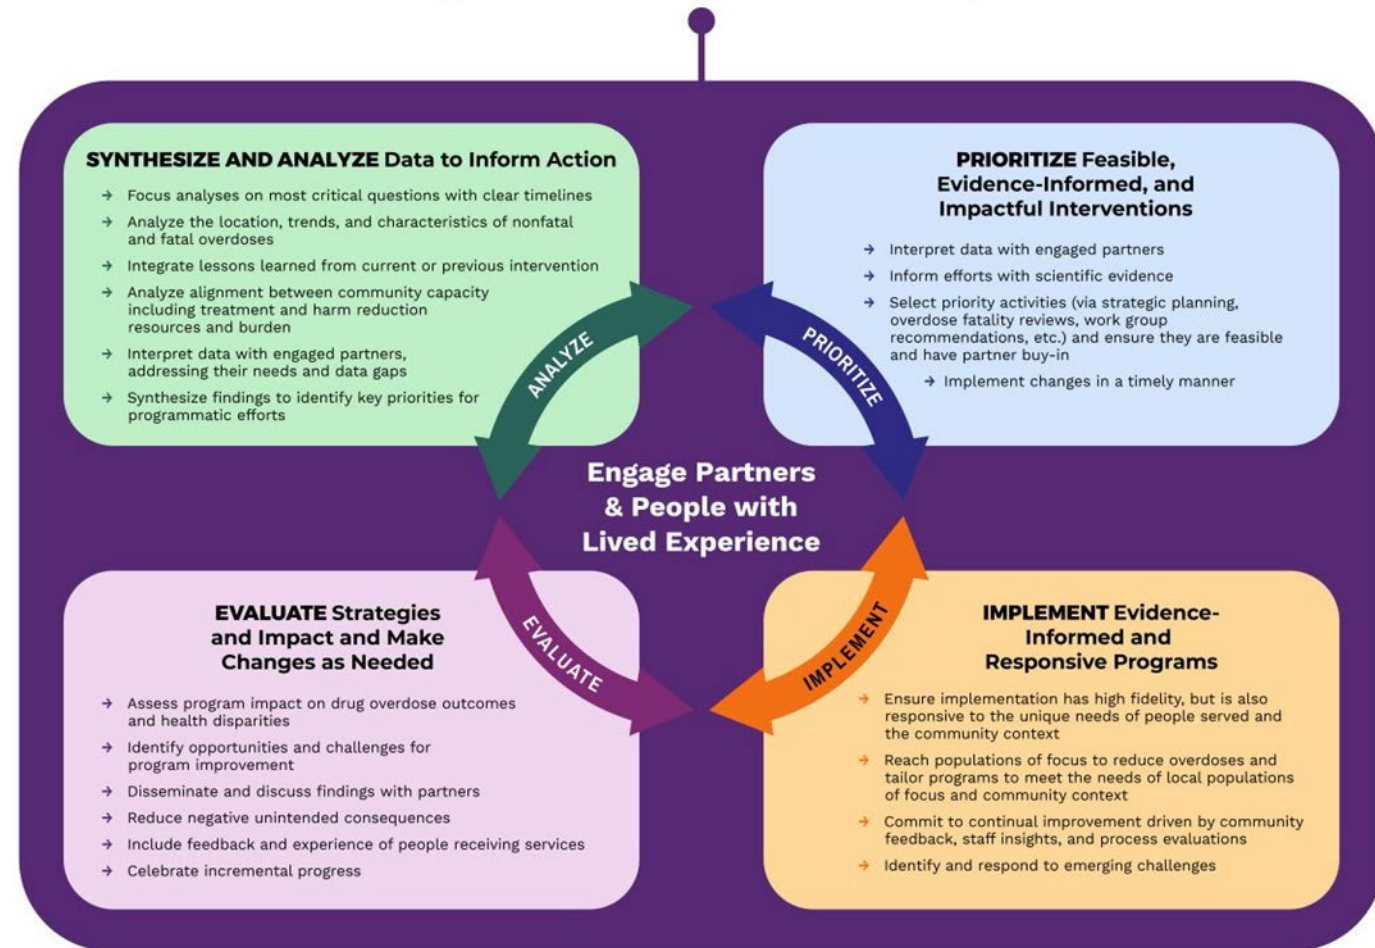 SYNTHESIZE AND ANALYZE Data to Inform Action
→ Focus analyses on most critical questions with clear timelines
→ Analyze the location, trends, and characteristics of nonfatal
and fatal overdoses
→ Integrate lessons learned from current or previous intervention
→ Analyze alignment between community capacity
including treatment and harm reduction
resources and burden
→ Interpret data with engaged partners,
addressing their needs and data gaps
→ Synthesize findings to identify key priorities for
programmatic efforts
PRIORITIZE Feasible,
Evidence-Informed, and
Impactful Interventions
→ Interpret data with engaged partners
→ Inform efforts with scientific evidence
→ Select priority activities (via strategic planning,
overdose fatality reviews, work group
recommendations, etc.) and ensure they are feasible
and have partner buy-in
→ Implement changes in a timely manner
ANALYZE
PRIORITIZE
Engage Partners
& People with
Lived Experience
EVALUATE
IMPLEMENT
EVALUATE Strategies
and Impact and Make
Changes as Needed
→ Assess program impact on drug overdose outcomes
and health disparities
→ Identify opportunities and challenges for
program improvement
→ Disseminate and discuss findings with partners
→ Reduce negative unintended consequences
→ Include feedback and experience of people receiving services
→ Celebrate incremental progress
IMPLEMENT Evidence-
Informed and
Responsive Programs
→ Ensure implementation has high fidelity, but is also
responsive to the unique needs of people served and
the community context
→ Reach populations of focus to reduce overdoses and
tailor programs to meet the needs of local populations
of focus and community context
→ Commit to continual improvement driven by community
feedback, staff insights, and process evaluations
→ Identify and respond to emerging challenges